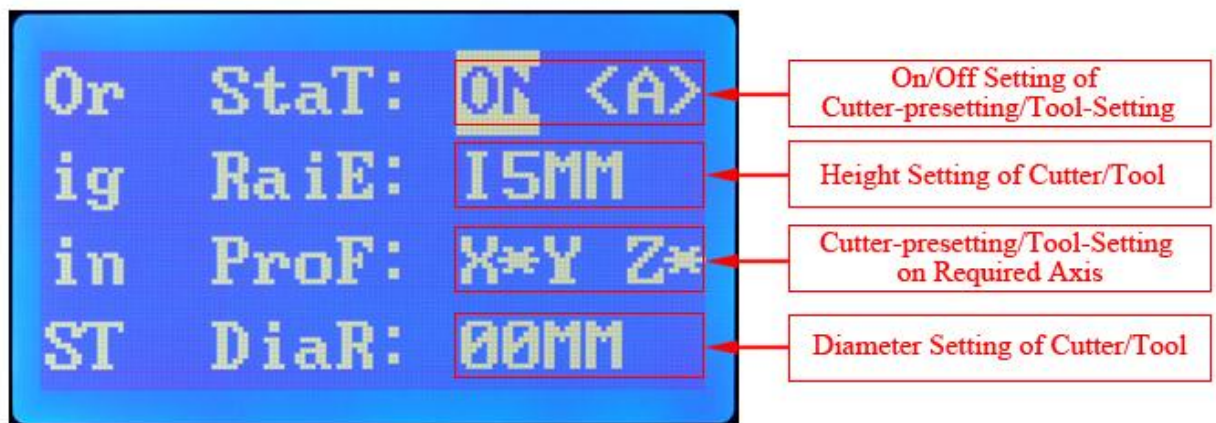 Or StaT: ON <A>
On/Off Setting of
Cutter-presetting/Tool-Setting
ig RaiE: I5MM
Height Setting of Cutter/Tool
in ProF: X*Y Z*
Cutter-presetting/Tool-Setting
on Required Axis
ST DiaR: 00MM
Diameter Setting of Cutter/Tool